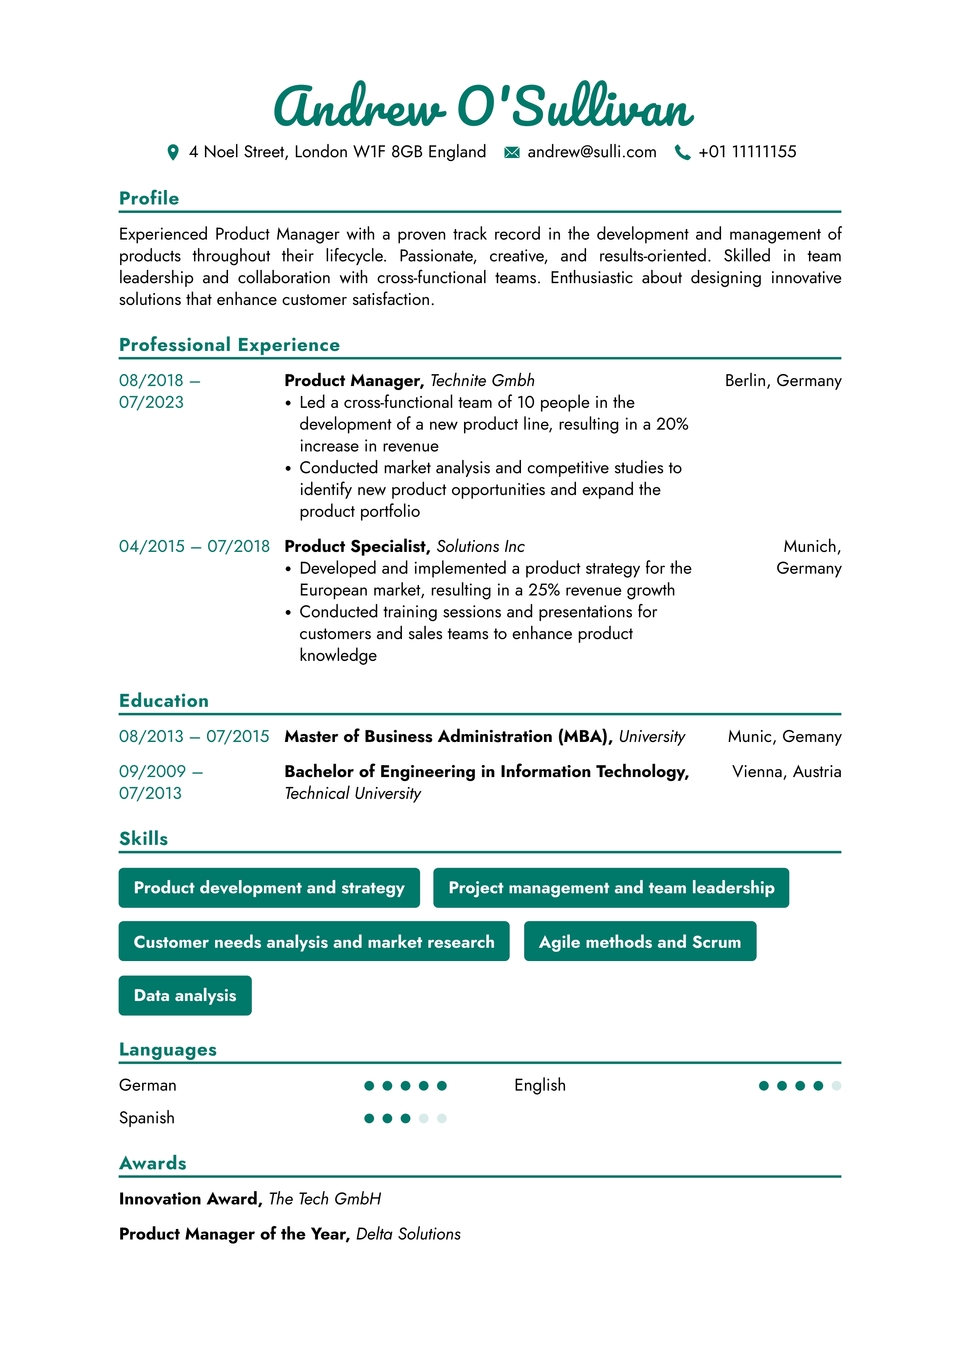 Andrew O'Sullivan
4 Noel Street, London W1F 8GB England andrew@sulli.com +01 11111155
Profile
Experienced Product Manager with a proven track record in the development and management of
products throughout their lifecycle. Passionate, creative, and results-oriented. Skilled in team
leadership and collaboration with cross-functional teams. Enthusiastic about designing innovative
solutions that enhance customer satisfaction.
Professional Experience
08/2018 –
07/2023
Product Manager, Technite Gmbh
Berlin, Germany
• Led a cross-functional team of 10 people in the
development of a new product line, resulting in a 20%
increase in revenue
• Conducted market analysis and competitive studies to
identify new product opportunities and expand the
product portfolio
04/2015 – 07/2018
Product Specialist, Solutions Inc
Munich,
Germany
• Developed and implemented a product strategy for the
European market, resulting in a 25% revenue growth
• Conducted training sessions and presentations for
customers and sales teams to enhance product
knowledge
Education
08/2013 – 07/2015 Master of Business Administration (MBA), University Munic, Gemany
09/2009 –
07/2013
Bachelor of Engineering in Information Technology,
Technical University
Vienna, Austria
Skills
Product development and strategy Project management and team leadership
Customer needs analysis and market research Agile methods and Scrum
Data analysis
Languages
German English
Spanish
Awards
Innovation Award, The Tech GmbH
Product Manager of the Year, Delta Solutions